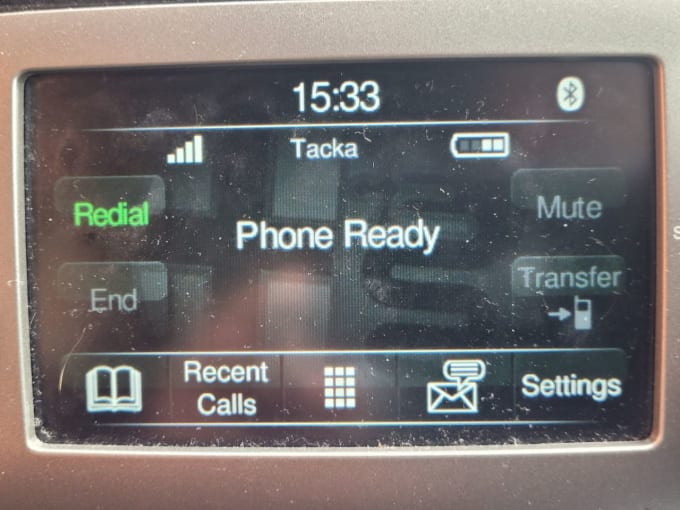 15:33
Tacka
Redial
Mute
Phone Ready
End
Transfer
Recent
Calls
Settings